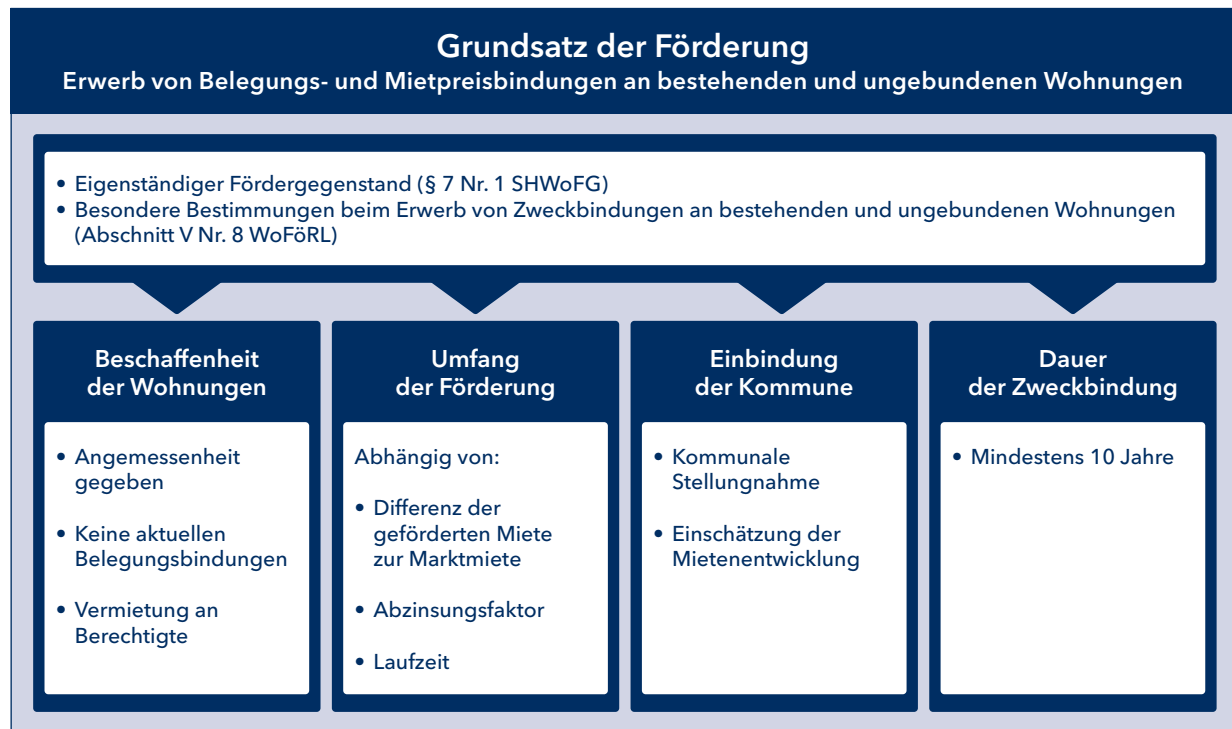 Grundsatz der Förderung
Erwerb von Belegungs- und Mietpreisbindungen an bestehenden und ungebundenen Wohnungen
• Eigenständiger Fördergegenstand (§ 7 Nr. 1 SHWoFG)
• Besondere Bestimmungen beim Erwerb von Zweckbindungen an bestehenden und ungebundenen Wohnungen
(Abschnitt V Nr. 8 WoFöRL)
Beschaffenheit
der Wohnungen
• Angemessenheit
gegeben
• Keine aktuellen
Belegungsbindungen
• Vermietung an
Berechtigte
Umfang
der Förderung
Abhängig von:
• Differenz der
geförderten Miete
zur Marktmiete
• Abzinsungsfaktor
• Laufzeit
Einbindung
der Kommune
• Kommunale
Stellungnahme
• Einschätzung der
Mietenentwicklung
Dauer
der Zweckbindung
• Mindestens 10 Jahre